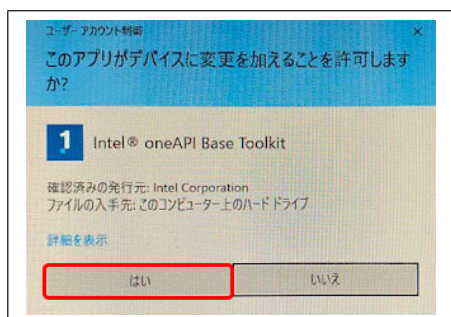 ユーザー アカウント制御
×
このアプリがデバイスに変更を加えることを許可します
か?
1
Intel® oneAPI Base Toolkit
確認済みの発行元: Intel Corporation
ファイルの入手先: このコンピューター上のハード ドライブ
詳細を表示
はい
いいえ